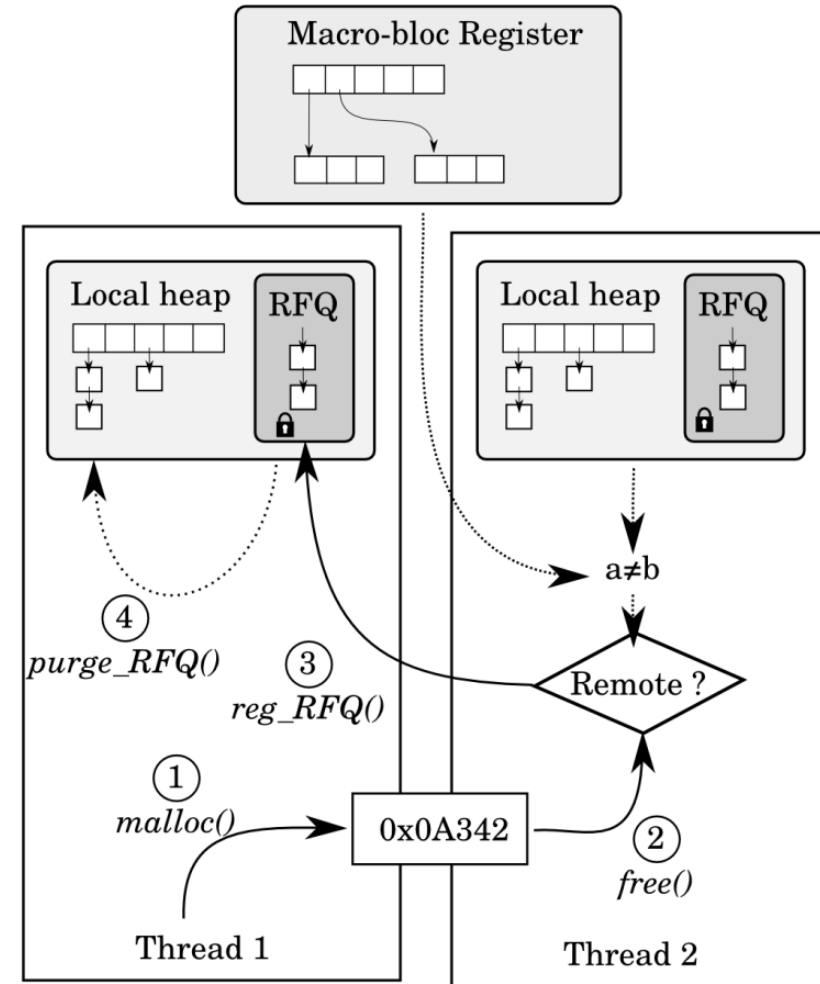 Macro-bloc Register
Local heap
RFQ
Local heap
RFQ
a≠b
4
purge_RFQ()
3
reg_RFQ()
Remote ?
1
malloc()
0x0A342
2
free()
Thread 1
Thread 2